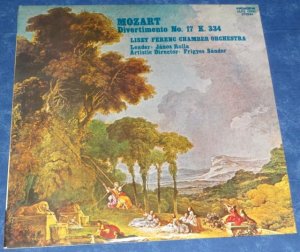 MOZART
Divertimento No. 17 K. 334
LISZT FERENC CHAMBER ORCHESTRA
Leader: János Rolla
Artistic Director: Frigyes Sándor